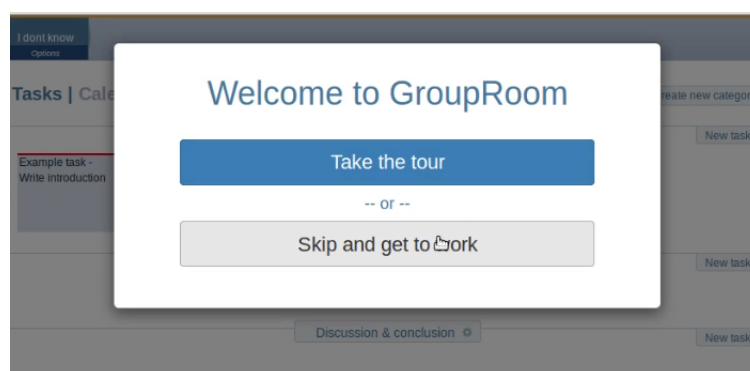 I dont know
Options
Tasks | Cale
reate new categor
New task
Example task -
Write introduction
Welcome to GroupRoom
Take the tour
-- or --
Skip and get to work
New task
Discussion & conclusion
New task